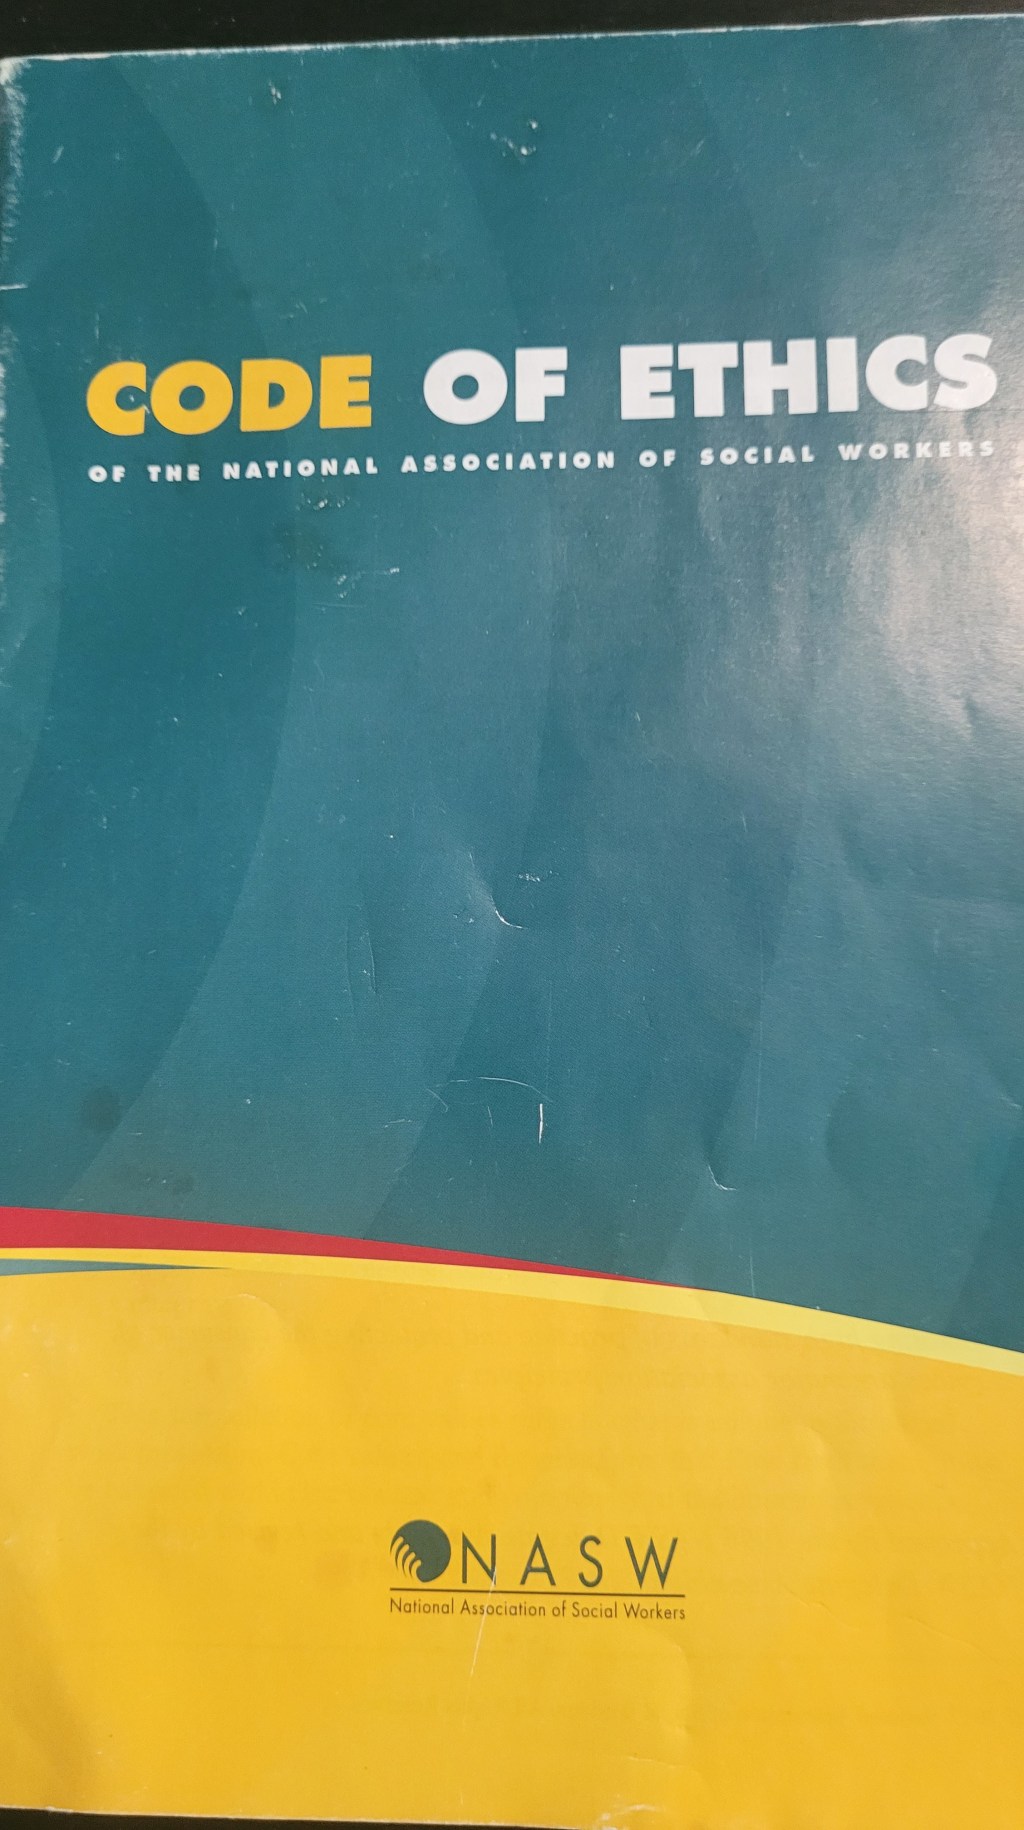 CODE OF ETHICS
OF THE NATIONAL ASSOCIATION OF SOCIAL WORKERS
NASW
National Association of Social Workers